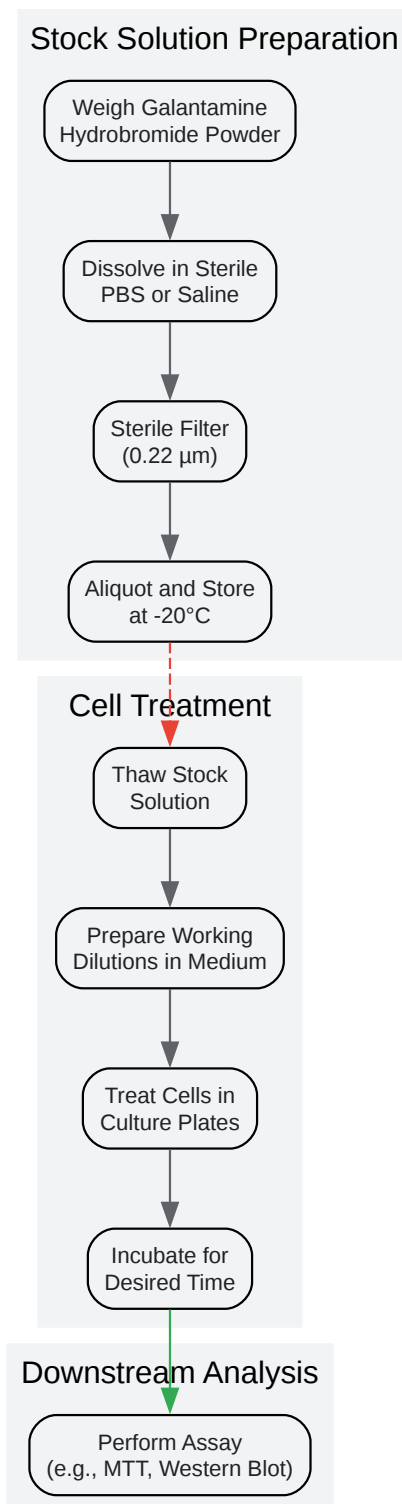 Stock Solution Preparation
Weigh Galantamine
Hydrobromide Powder
Dissolve in Sterile
PBS or Saline
Sterile Filter
(0.22 µm)
Aliquot and Store
at -20°C
Cell Treatment
Thaw Stock
Solution
Prepare Working
Dilutions in Medium
Treat Cells in
Culture Plates
Incubate for
Desired Time
Downstream Analysis
Perform Assay
(e.g., MTT, Western Blot)